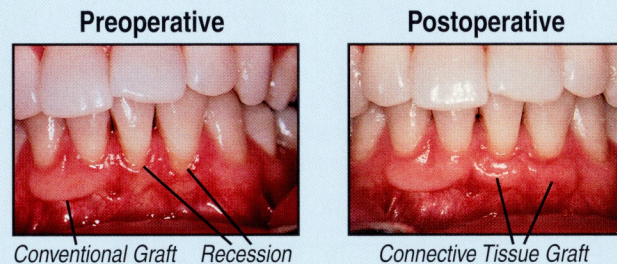 Preoperative
Postoperative
Conventional Graft
Recession
Connective Tissue Graft